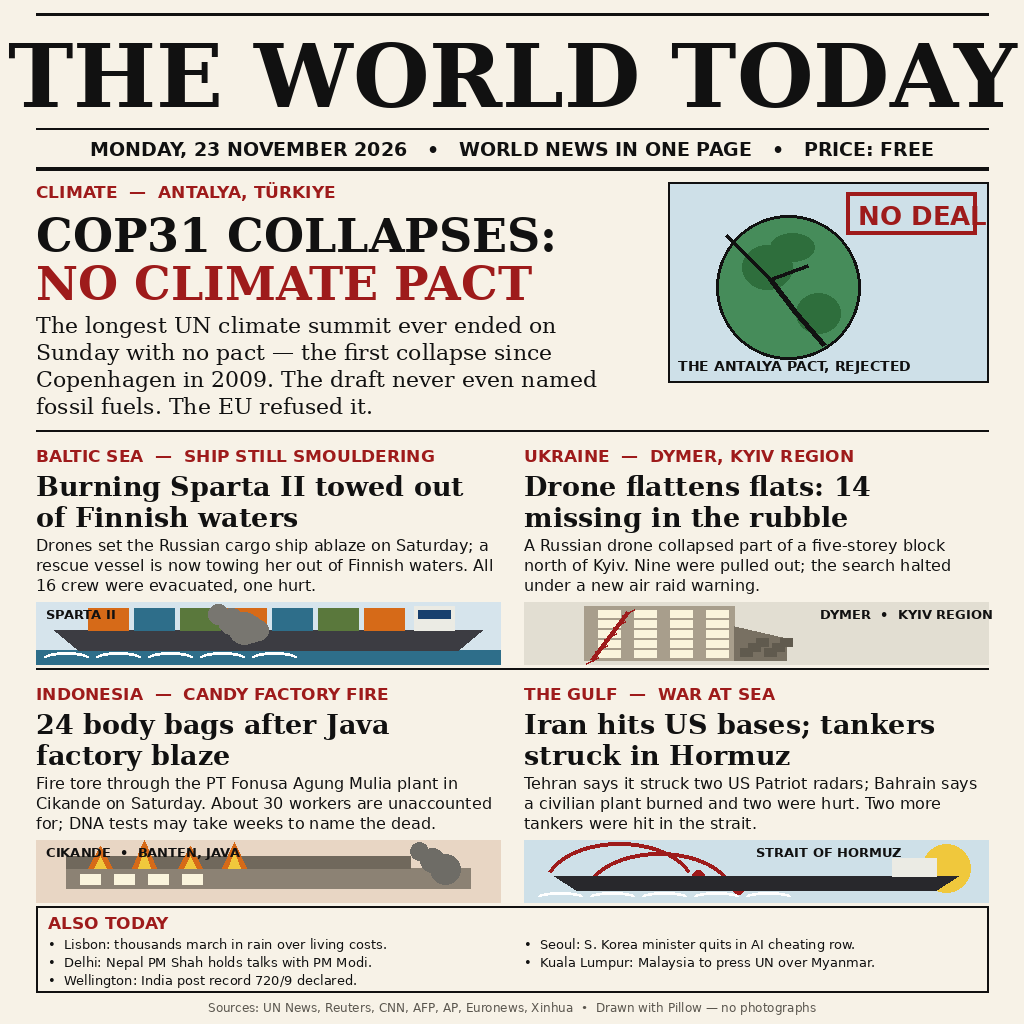 THE WORLD TODAY
MONDAY, 23 NOVEMBER 2026 • WORLD NEWS IN ONE PAGE • PRICE: FREE
CLIMATE — ANTALYA, TÜRKIYE
COP31 COLLAPSES:
NO CLIMATE PACT
The longest UN climate summit ever ended on
Sunday with no pact — the first collapse since
Copenhagen in 2009. The draft never even named
fossil fuels. The EU refused it.
NO DEAL
THE ANTALYA PACT, REJECTED
BALTIC SEA — SHIP STILL SMOULDERING
Burning Sparta II towed out
of Finnish waters
Drones set the Russian cargo ship ablaze on Saturday; a
rescue vessel is now towing her out of Finnish waters. All
16 crew were evacuated, one hurt.
SPARTA II
UKRAINE — DYMER, KYIV REGION
Drone flattens flats: 14
missing in the rubble
A Russian drone collapsed part of a five-storey block
north of Kyiv. Nine were pulled out; the search halted
under a new air raid warning.
DYMER • KYIV REGION
INDONESIA — CANDY FACTORY FIRE
24 body bags after Java
factory blaze
Fire tore through the PT Fonusa Agung Mulia plant in
Cikande on Saturday. About 30 workers are unaccounted
for; DNA tests may take weeks to name the dead.
CIKANDE • BANTEN, JAVA
THE GULF — WAR AT SEA
Iran hits US bases; tankers
struck in Hormuz
Tehran says it struck two US Patriot radars; Bahrain says
a civilian plant burned and two were hurt. Two more
tankers were hit in the strait.
STRAIT OF HORMUZ
ALSO TODAY
• Lisbon: thousands march in rain over living costs.
• Delhi: Nepal PM Shah holds talks with PM Modi.
• Wellington: India post record 720/9 declared.
• Seoul: S. Korea minister quits in AI cheating row.
• Kuala Lumpur: Malaysia to press UN over Myanmar.
Sources: UN News, Reuters, CNN, AFP, AP, Euronews, Xinhua • Drawn with Pillow — no photographs